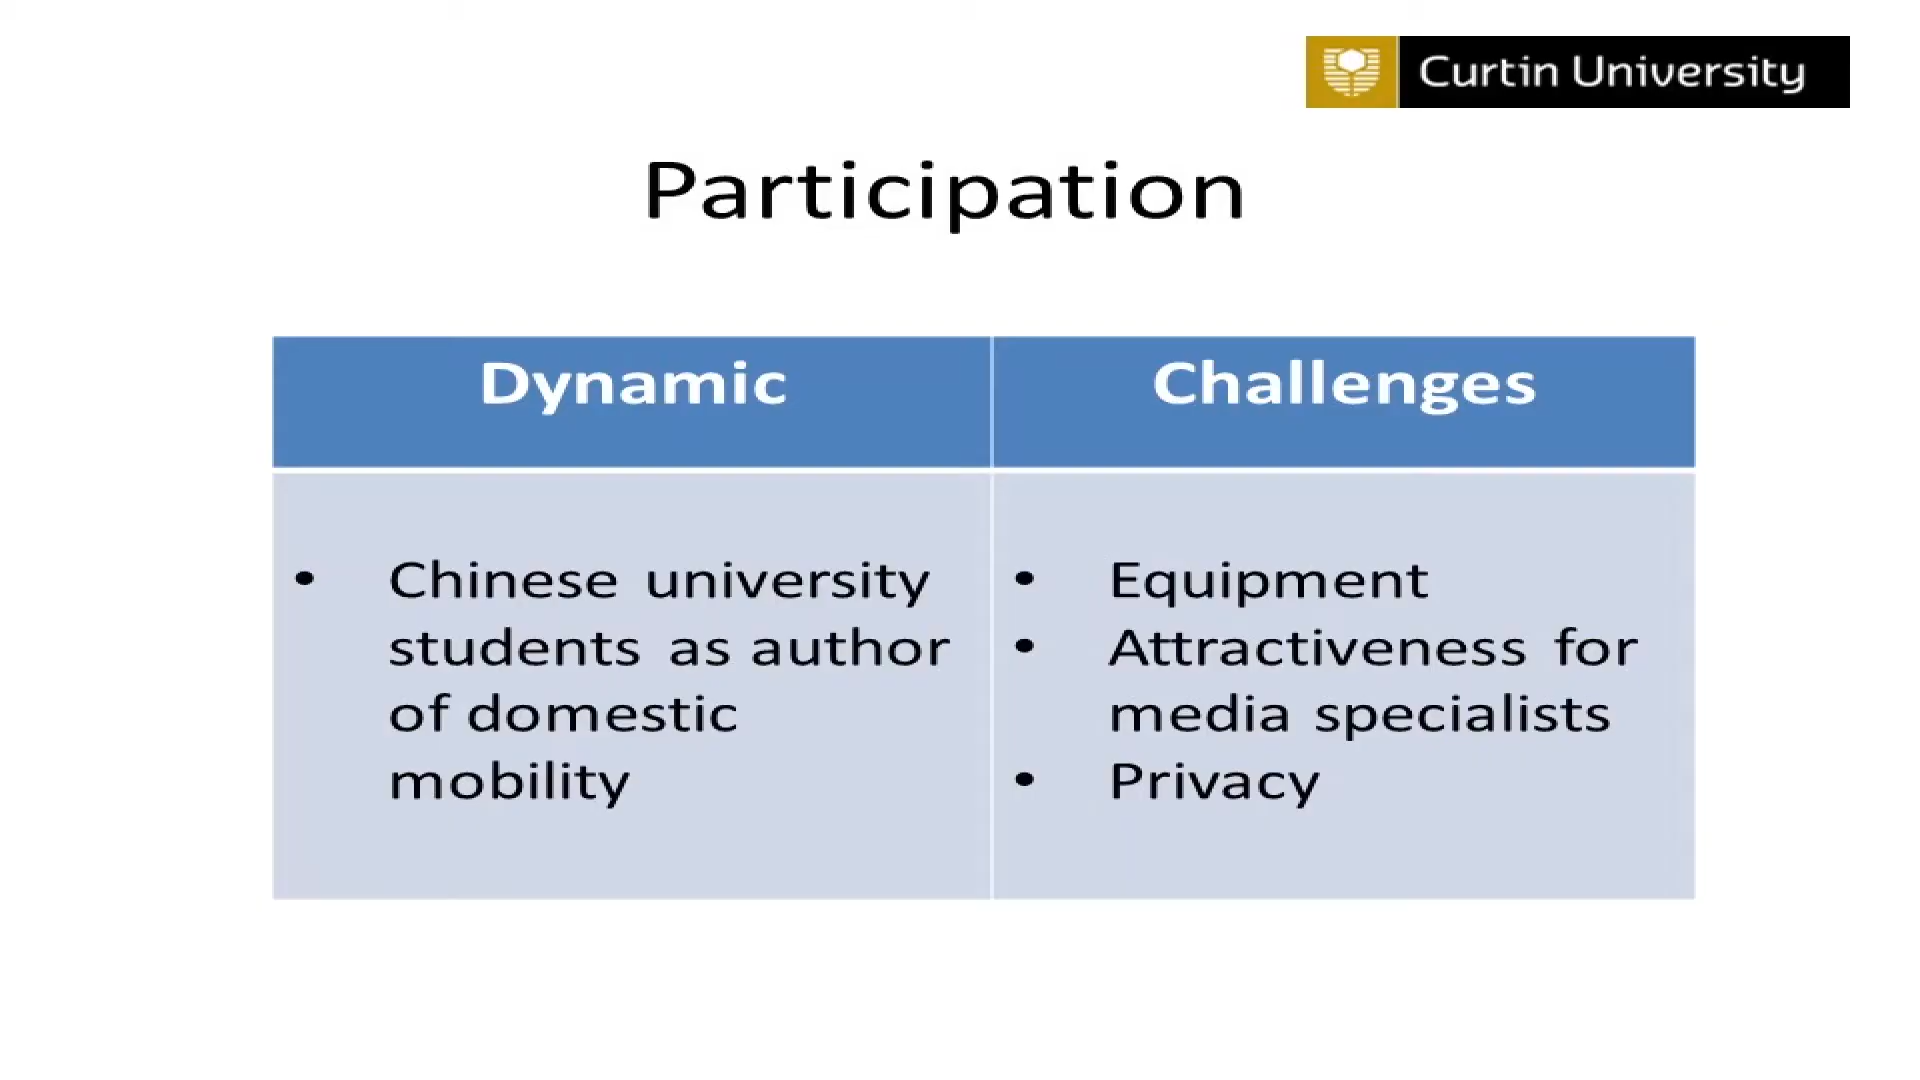 Curtin University
Participation
Dynamic
Challenges
• Chinese university
students as author
of domestic
mobility
• Equipment
• Attractiveness for
media specialists
• Privacy